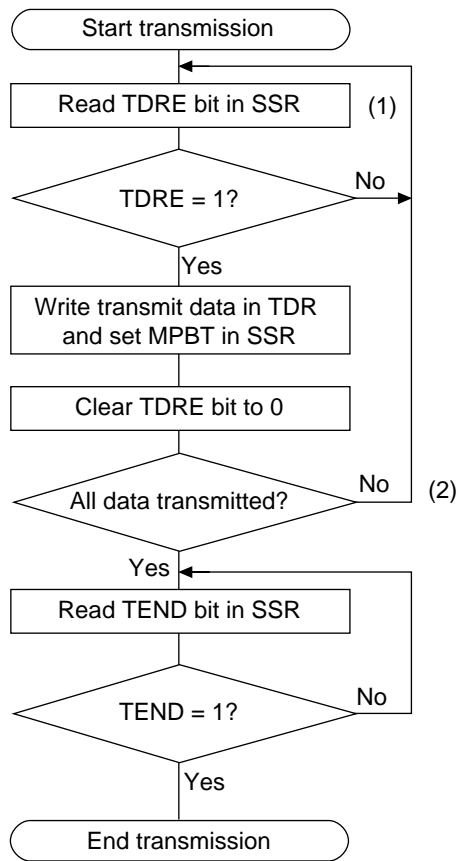 Start transmission
Read TDRE bit in SSR (1)
TDRE = 1?
No
Yes
Write transmit data in TDR
and set MPBT in SSR
Clear TDRE bit to 0
All data transmitted?
No
(2)
Yes
Read TEND bit in SSR
TEND = 1?
No
Yes
End transmission